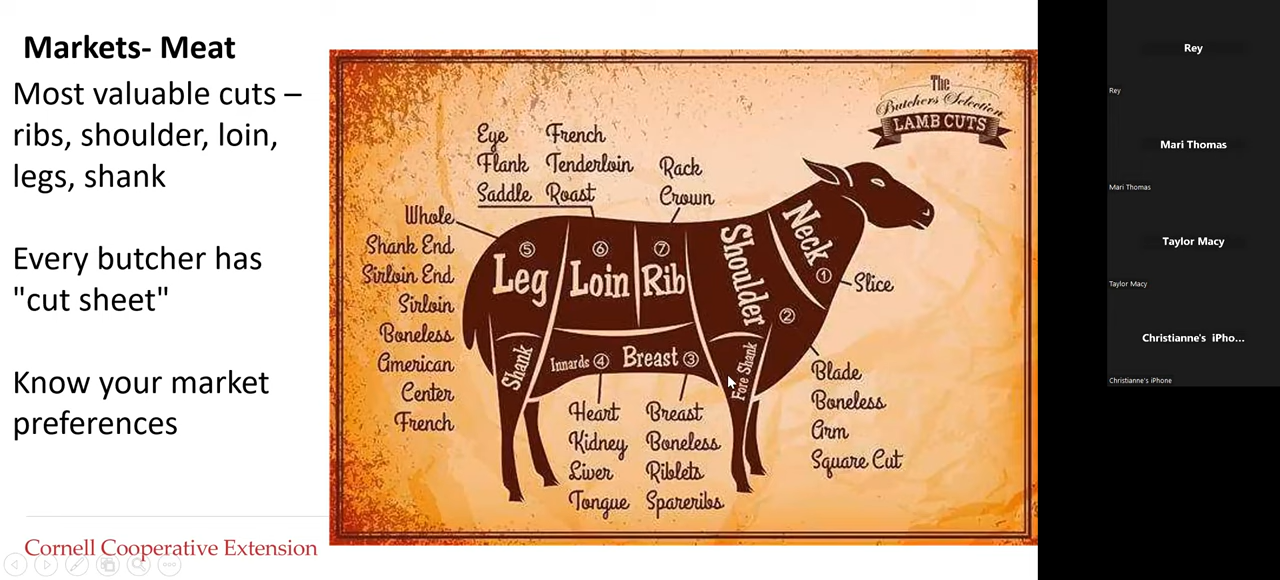 Markets- Meat
Most valuable cuts –
ribs, shoulder, loin,
legs, shank
Every butcher has
"cut sheet"
Know your market
preferences
Cornell Cooperative Extension
The
Butchers Selection
LAMB CUTS
Eye
Flank
Saddle
French
Tenderloin
Roast
Rack
Crown
Whole
Shank End
Sirloin End
Sirloin
Boneless
American
Center
French
5
Leg
6
Loin
7
Rib
Shoulder
2
Neck
1
Slice
Shank
Innards 4
Breast 3
Fore Shank
Heart
Kidney
Liver
Tongue
Breast
Boneless
Riblets
Spareribs
Blade
Boneless
Arm
Square Cut
Rey
Rey
Mari Thomas
Mari Thomas
Taylor Macy
Taylor Macy
Christianne's iPho...
Christianne's iPhone